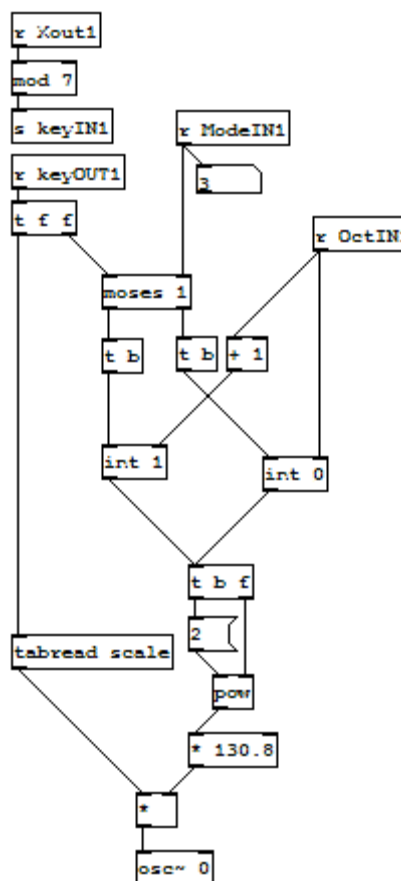 r Xout1
mod 7
s keyIN1
r ModeIN1
r keyOUT1
3
t f f
r OctIN1
moses 1
t b
t b
+ 1
int 1
int 0
t b f
2
tabread scale
pow
* 130.8
*
osc~ 0